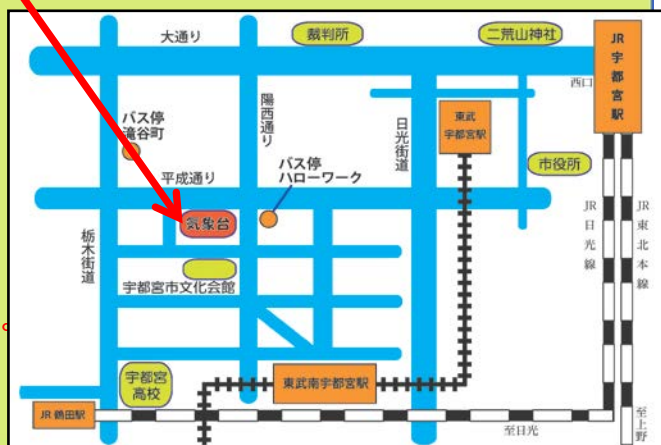 大通り
裁判所
二荒山神社
JR
宇
都
宮
駅
西口
バス停
滝谷町
陽西通り
日光街道
東武
宇都宮駅
バス停
ハローワーク
平成通り
市役所
気象台
栃木街道
JR
日
光
線
JR
東
北
本
線
宇都宮市文化会館
宇都宮
高校
東武南宇都宮駅
JR 鶴田駅
至日光
至上野